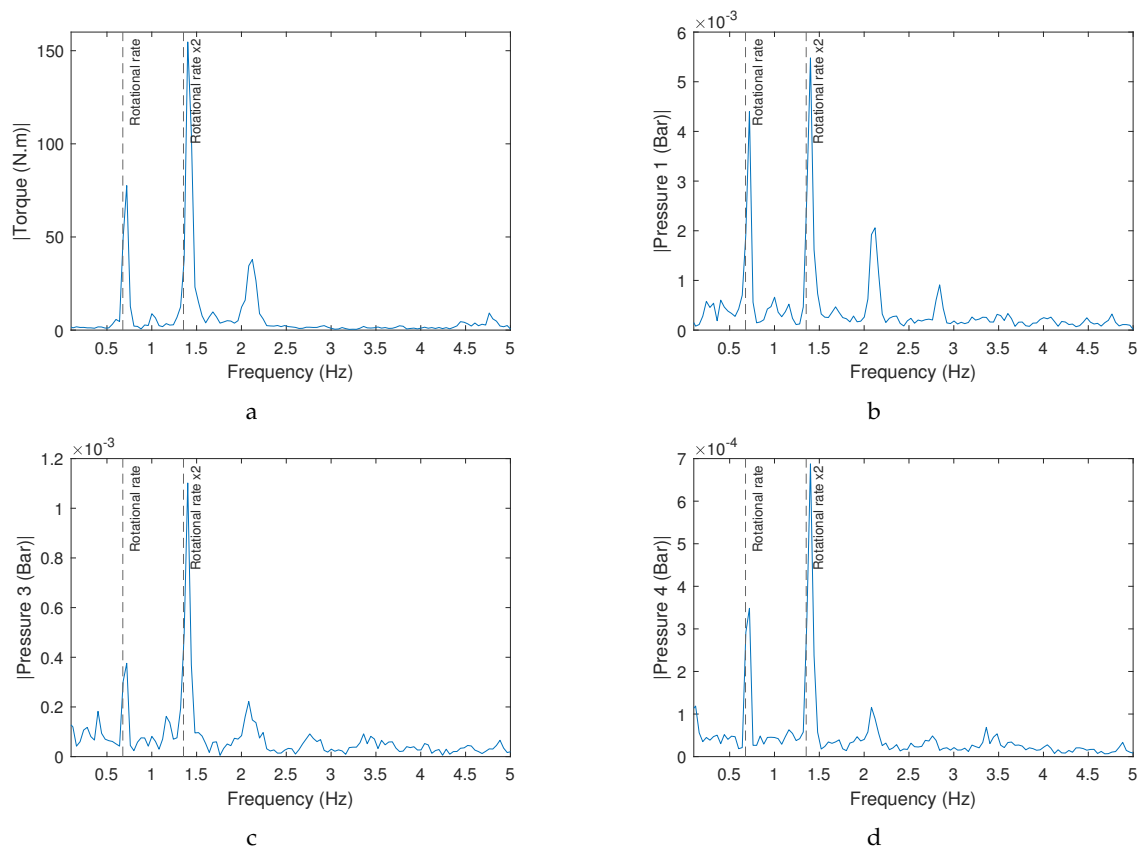 150
100
50
0
|Torque (N.m)|
Rotational rate
Rotational rate x2
0.5 1 1.5 2 2.5 3 3.5 4 4.5 5
Frequency (Hz)
a
×10-3
6
5
4
3
2
1
0
|Pressure 1 (Bar)|
Rotational rate
Rotational rate x2
0.5 1 1.5 2 2.5 3 3.5 4 4.5 5
Frequency (Hz)
b
×10-3
1.2
1
0.8
0.6
0.4
0.2
0
|Pressure 3 (Bar)|
Rotational rate
Rotational rate x2
0.5 1 1.5 2 2.5 3 3.5 4 4.5 5
Frequency (Hz)
c
×10-4
7
6
5
4
3
2
1
0
|Pressure 4 (Bar)|
Rotational rate
Rotational rate x2
0.5 1 1.5 2 2.5 3 3.5 4 4.5 5
Frequency (Hz)
d